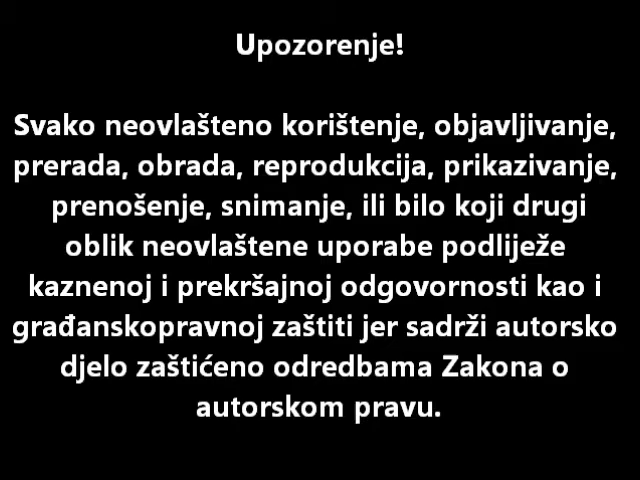 Upozorenje!
Svako neovlašteno korištenje, objavljivanje,
prerada, obrada, reprodukcija, prikazivanje,
prenošenje, snimanje, ili bilo koji drugi
oblik neovlaštene uporabe podliježe
kaznenoj i prekršajnoj odgovornosti kao i
građanskopravnoj zaštiti jer sadrži autorsko
djelo zaštićeno odredbama Zakona o
autorskom pravu.